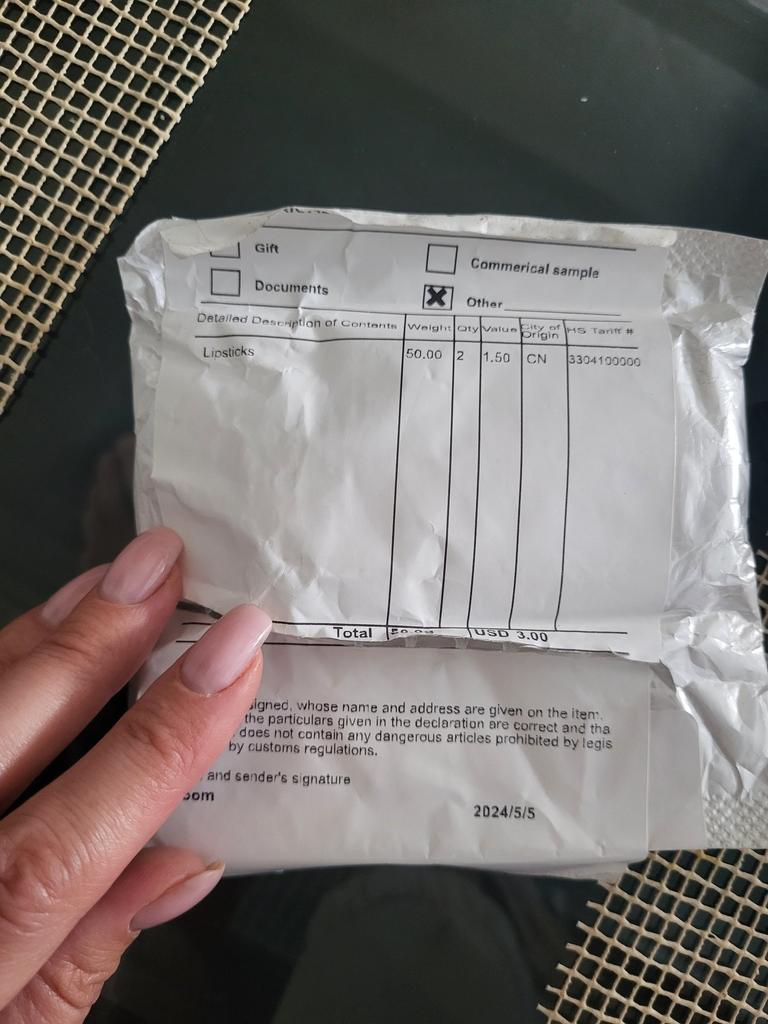 Gift
Commerical sample
Documents
Other
Detailed Description of Contents Weight Qty Value City of Origin HS Tariff #
Lipsticks 50.00 2 1.50 CN 3304100000
Total USD 3.00
signed, whose name and address are given on the item.
the particulars given in the declaration are correct and tha
does not contain any dangerous articles prohibited by legis
by customs regulations.
and sender's signature
2024/5/5